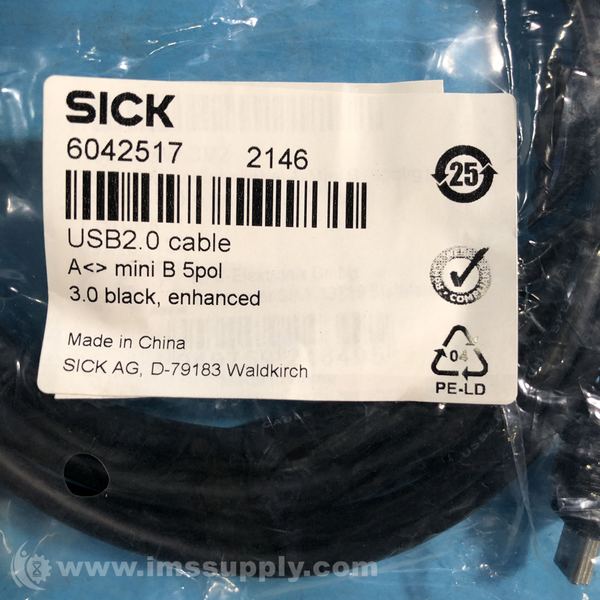 SICK
6042517 2146
25
USB2.0 cable
A<> mini B 5pol
3.0 black, enhanced
Made in China
SICK AG, D-79183 Waldkirch
04
PE-LD
www.imssupply.com